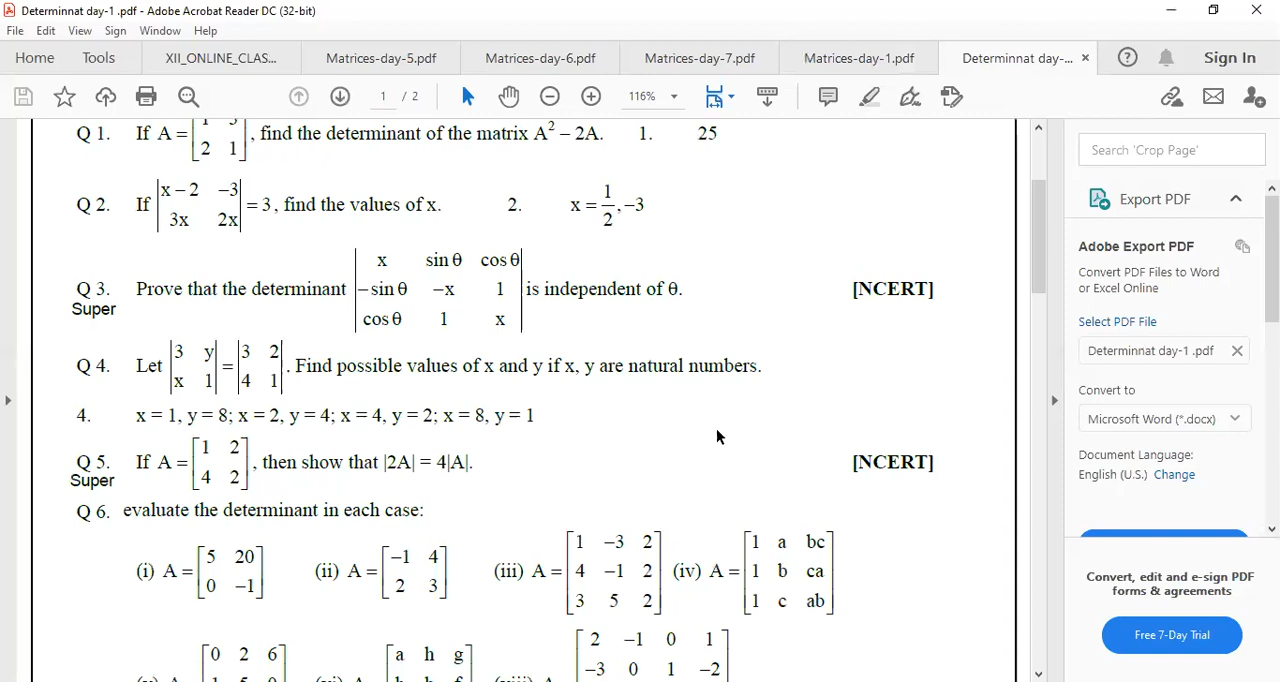 Determinnat day-1 .pdf - Adobe Acrobat Reader DC (32-bit)
File Edit View Sign Window Help
Home Tools XII_ONLINE_CLAS... Matrices-day-5.pdf Matrices-day-6.pdf Matrices-day-7.pdf Matrices-day-1.pdf Determinnat day-... × ? Sign In
1 / 2 116%
Q 1. If A = [ 2 1 ], find the determinant of the matrix A² – 2A. 1. 25
Q 2. If |x – 2 –3; 3x 2x| = 3, find the values of x. 2. x = 1/2, –3
Q 3. Prove that the determinant |x sin θ cos θ; – sin θ –x 1; cos θ 1 x| is independent of θ. [NCERT]
Super
Q 4. Let |3 y; x 1| = |3 2; 4 1|. Find possible values of x and y if x, y are natural numbers.
4. x = 1, y = 8; x = 2, y = 4; x = 4, y = 2; x = 8, y = 1
Q 5. If A = [1 2; 4 2], then show that |2A| = 4|A|. [NCERT]
Super
Q 6. evaluate the determinant in each case:
(i) A = [5 20; 0 –1] (ii) A = [–1 4; 2 3] (iii) A = [1 –3 2; 4 –1 2; 3 5 2] (iv) A = [1 a bc; 1 b ca; 1 c ab]
[0 2 6 [a h g] [2 –1 0 1; –3 0 1 –2]
Search 'Crop Page'
Export PDF
Adobe Export PDF
Convert PDF Files to Word
or Excel Online
Select PDF File
Determinnat day-1 .pdf ×
Convert to
Microsoft Word (*.docx)
Document Language:
English (U.S.) Change
Convert, edit and e-sign PDF
forms & agreements
Free 7-Day Trial